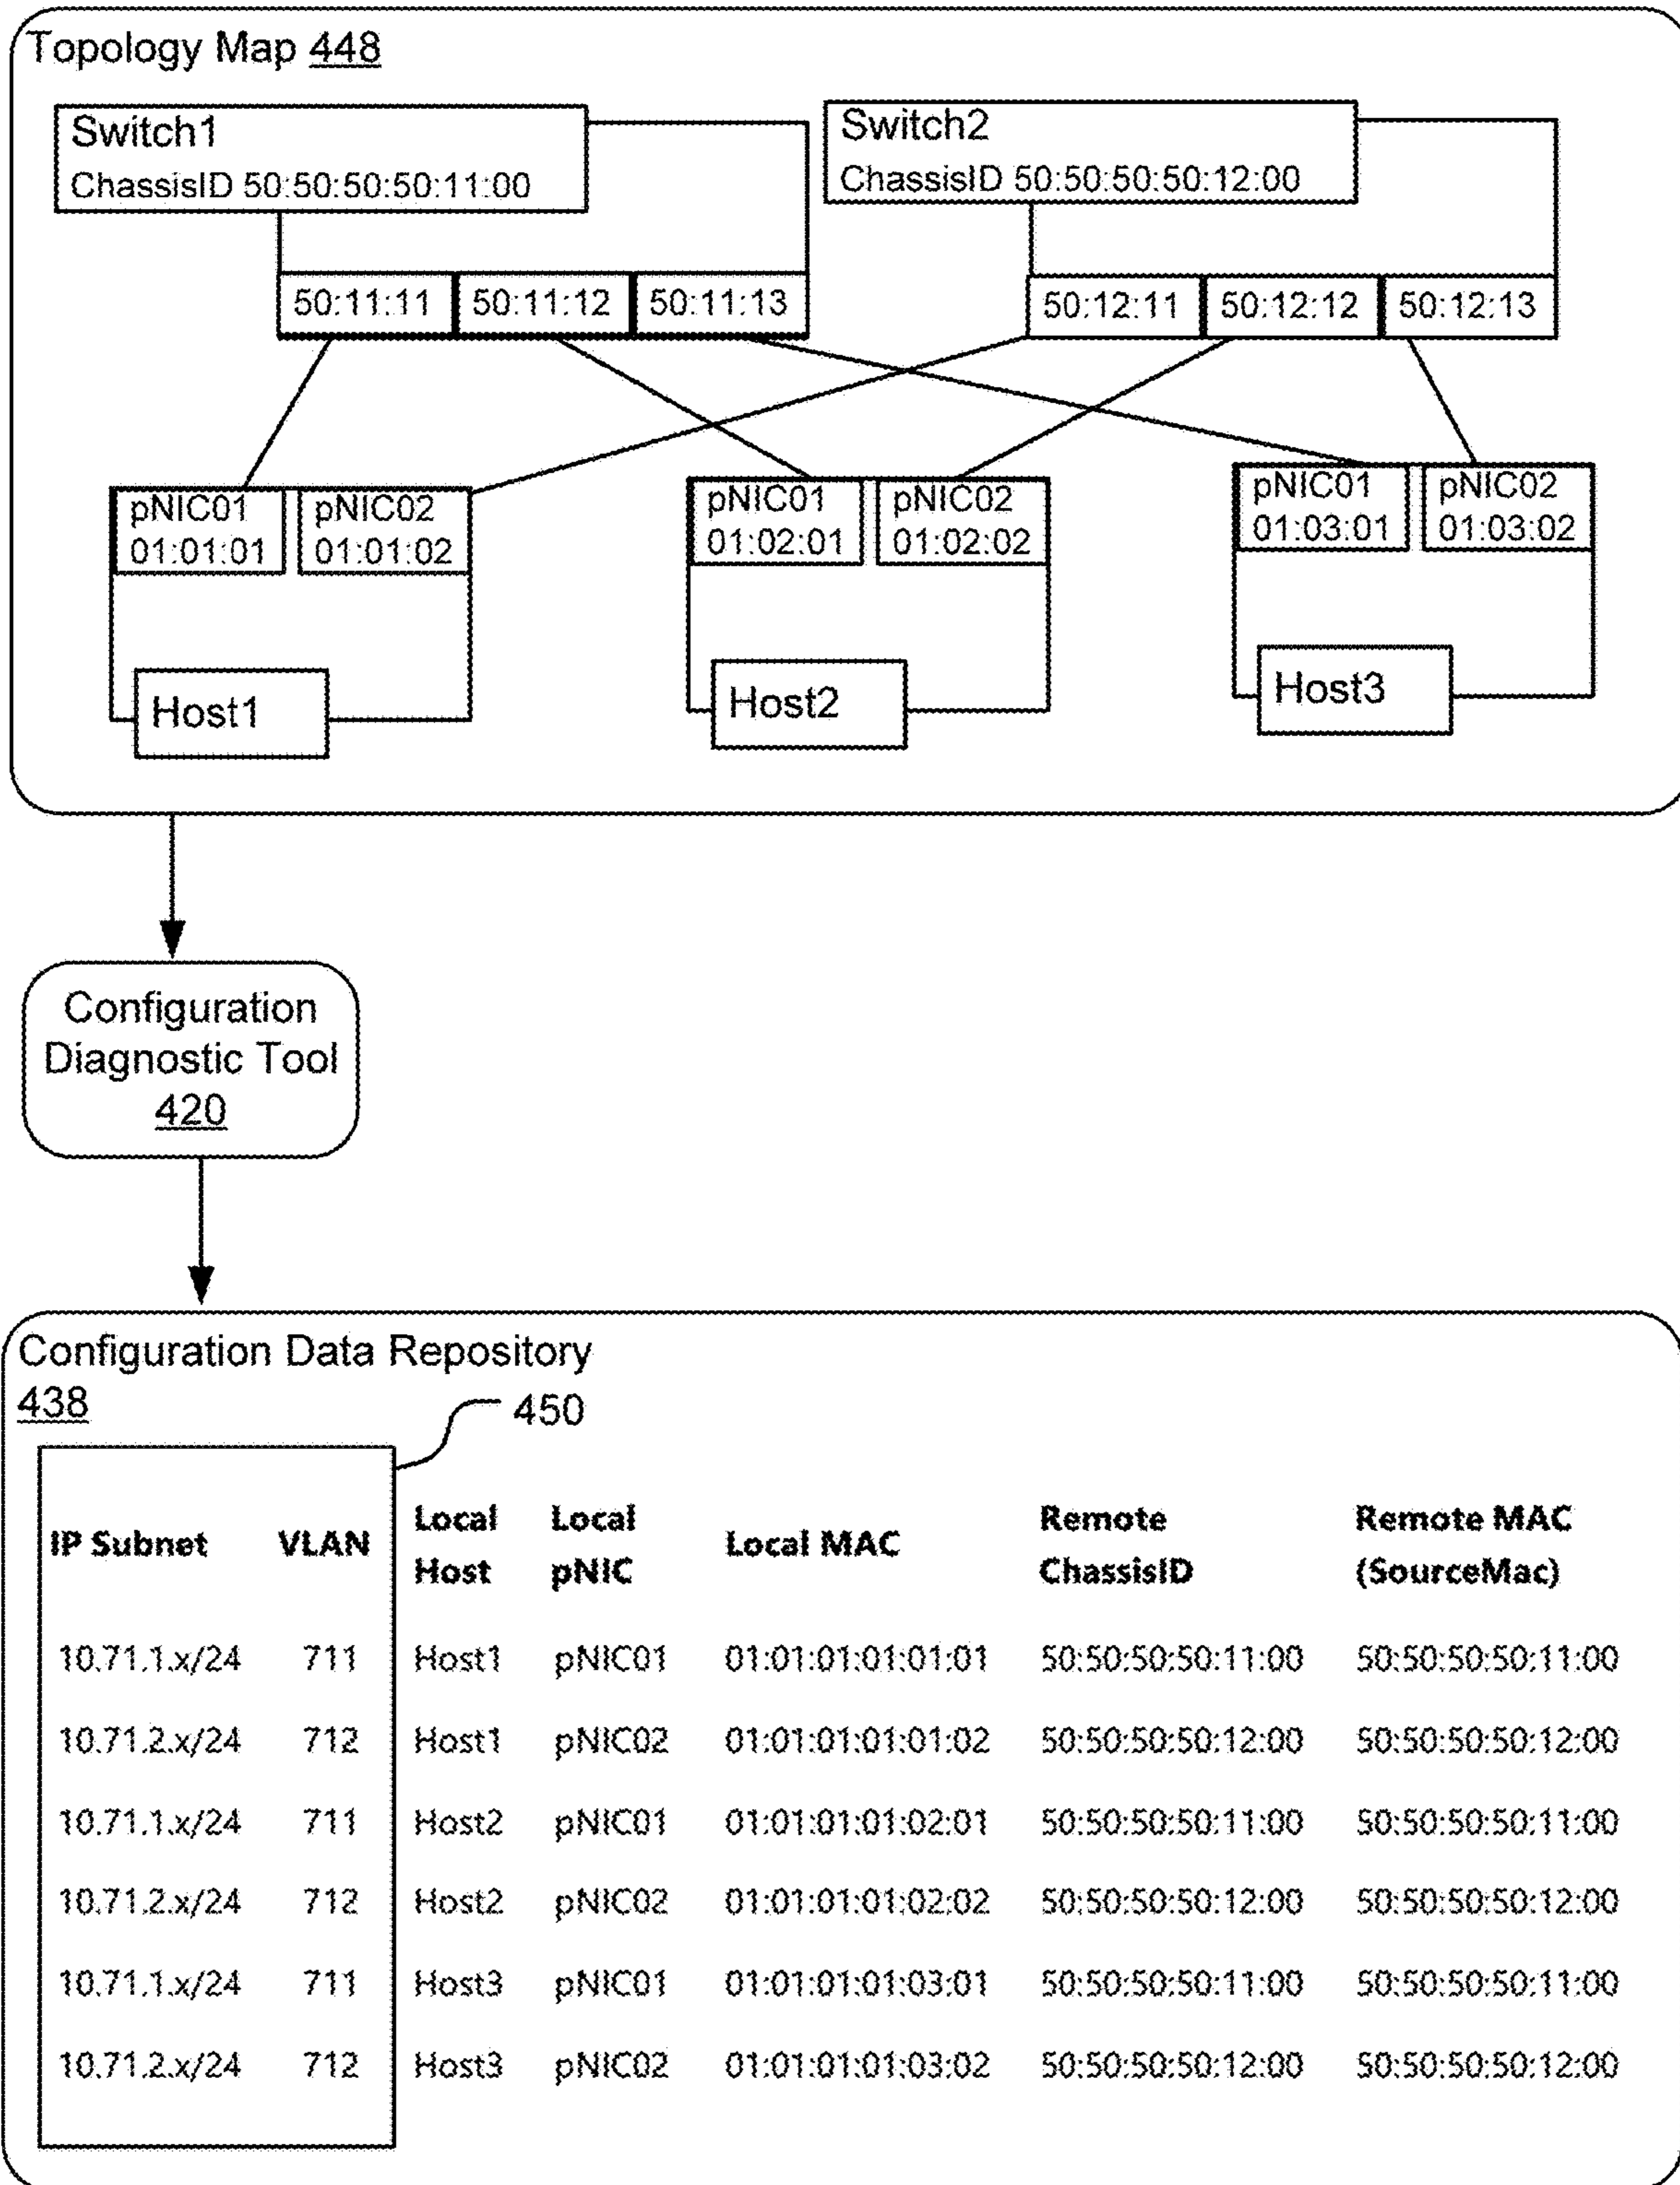 Topology Map 448
Switch1
ChassisID 50:50:50:50:11:00
Switch2
ChassisID 50:50:50:50:12:00
50:11:11 50:11:12 50:11:13
50:12:11 50:12:12 50:12:13
pNIC01 pNIC02
01:01:01 01:01:02
Host1
pNIC01 pNIC02
01:02:01 01:02:02
Host2
pNIC01 pNIC02
01:03:01 01:03:02
Host3
Configuration
Diagnostic Tool
420
Configuration Data Repository
438
450
IP Subnet VLAN Local Host Local pNIC Local MAC Remote ChassisID Remote MAC (SourceMac)
10.71.1.x/24 711 Host1 pNIC01 01:01:01:01:01:01 50:50:50:50:11:00 50:50:50:50:11:00
10.71.2.x/24 712 Host1 pNIC02 01:01:01:01:01:02 50:50:50:50:12:00 50:50:50:50:12:00
10.71.1.x/24 711 Host2 pNIC01 01:01:01:01:02:01 50:50:50:50:11:00 50:50:50:50:11:00
10.71.2.x/24 712 Host2 pNIC02 01:01:01:01:02:02 50:50:50:50:12:00 50:50:50:50:12:00
10.71.1.x/24 711 Host3 pNIC01 01:01:01:01:03:01 50:50:50:50:11:00 50:50:50:50:11:00
10.71.2.x/24 712 Host3 pNIC02 01:01:01:01:03:02 50:50:50:50:12:00 50:50:50:50:12:00